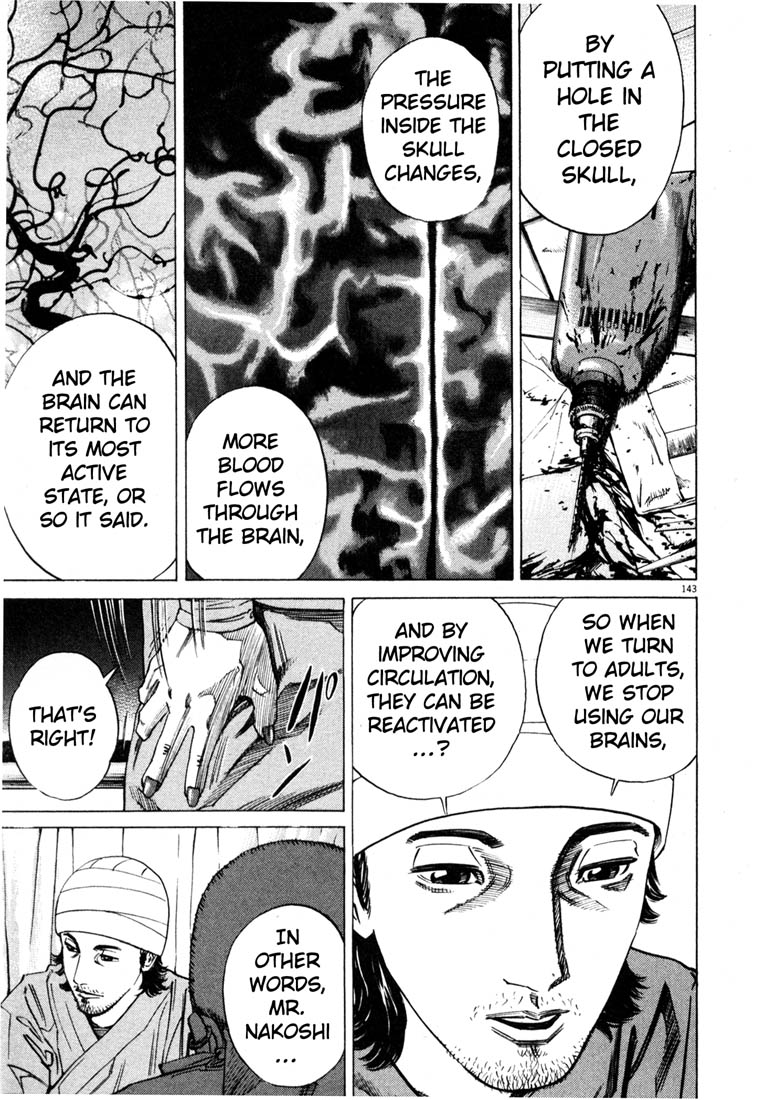 BY
PUTTING A
HOLE IN
THE
CLOSED
SKULL,
THE
PRESSURE
INSIDE THE
SKULL
CHANGES,
MORE
BLOOD
FLOWS
THROUGH
THE BRAIN,
AND THE
BRAIN CAN
RETURN TO
ITS MOST
ACTIVE
STATE, OR
SO IT SAID.
143
SO WHEN
WE TURN
TO ADULTS,
WE STOP
USING OUR
BRAINS,
AND BY
IMPROVING
CIRCULATION,
THEY CAN BE
REACTIVATED
...?
THAT'S
RIGHT!
IN
OTHER
WORDS,
MR.
NAKOSHI
...